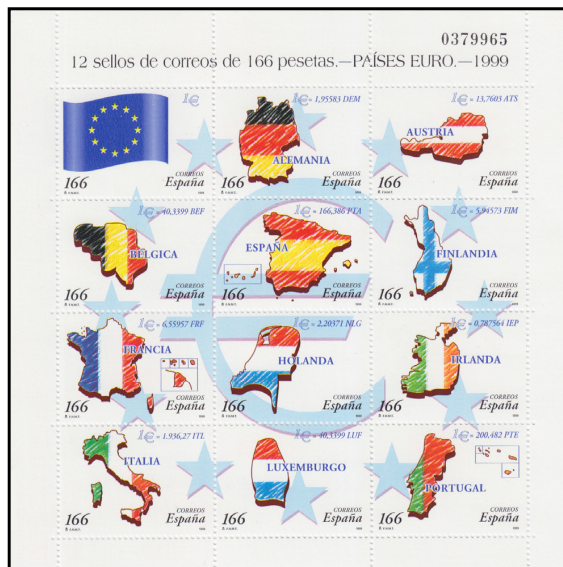 0379965
12 sellos de correos de 166 pesetas.—PAÍSES EURO.—1999
1€
166
CORREOS
España
1€ = 1,95583 DEM
ALEMANIA
166
CORREOS
España
1€ = 13,7603 ATS
AUSTRIA
166
CORREOS
España
1€ = 40,3399 BEF
BELGICA
166
CORREOS
España
1€ = 166,386 PTA
ESPAÑA
166
CORREOS
España
1€ = 5,94573 FIM
FINLANDIA
166
CORREOS
España
1€ = 6,55957 FRF
FRANCIA
166
CORREOS
España
1€ = 2,20371 NLG
HOLANDA
166
CORREOS
España
1€ = 0,787564 IEP
IRLANDA
166
CORREOS
España
1€ = 1.936,27 ITL
ITALIA
166
CORREOS
España
1€ = 40,3399 LUF
LUXEMBURGO
166
CORREOS
España
1€ = 200,482 PTE
PORTUGAL
166
CORREOS
España